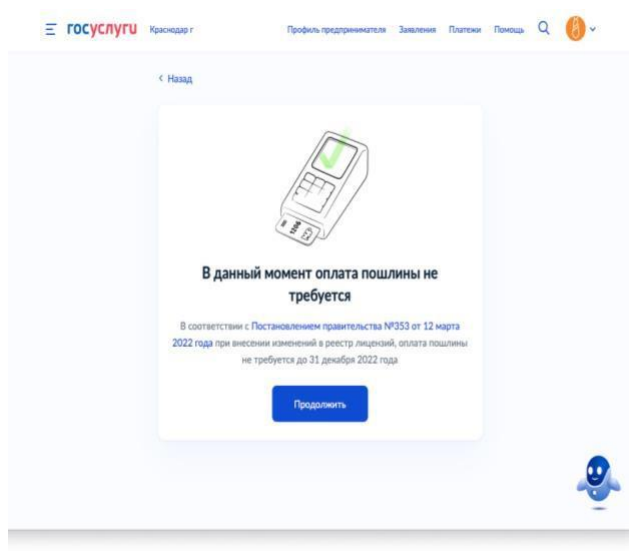 госуслуги Краснодар г Профиль предпринимателя Заявления Платежи Помощь
< Назад
В данный момент оплата пошлины не
требуется
В соответствии с Постановлением правительства №353 от 12 марта
2022 года при внесении изменений в реестр лицензий, оплата пошлины
не требуется до 31 декабря 2022 года
Продолжить